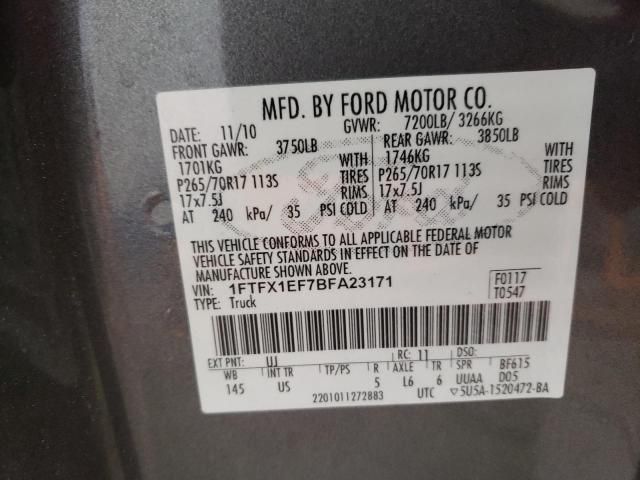 MFD. BY FORD MOTOR CO.
DATE: 11/10 GVWR: 7200LB/ 3266KG
FRONT GAWR: 3750LB REAR GAWR: 3850LB
1701KG WITH 1746KG WITH
P265/70R17 113S TIRES P265/70R17 113S TIRES
17x7.5J RIMS 17x7.5J RIMS
AT 240 kPa/ 35 PSI COLD AT 240 kPa/ 35 PSI COLD
THIS VEHICLE CONFORMS TO ALL APPLICABLE FEDERAL MOTOR
VEHICLE SAFETY STANDARDS IN EFFECT ON THE DATE OF
MANUFACTURE SHOWN ABOVE.
VIN: 1FTFX1EF7BFA23171 F0117
TYPE: Truck T0547
EXT PNT: UJ RC: 11 DSO:
WB INT TR TP/PS R AXLE TR SPR BF615
145 US 5 L6 6 UUAA D05
2201011272883 UTC ▽5U5A-1520472-BA
Ford